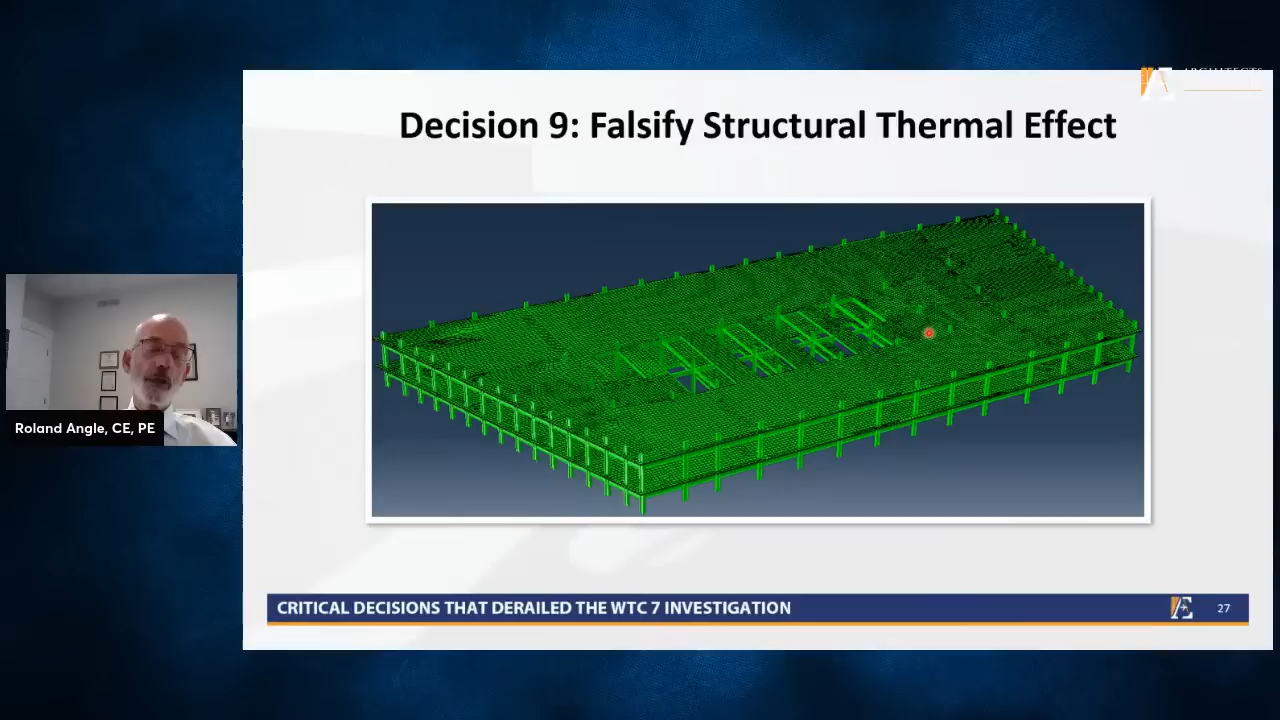 ARCHITECTS
Decision 9: Falsify Structural Thermal Effect
Roland Angle, CE, PE
CRITICAL DECISIONS THAT DERAILED THE WTC 7 INVESTIGATION
27